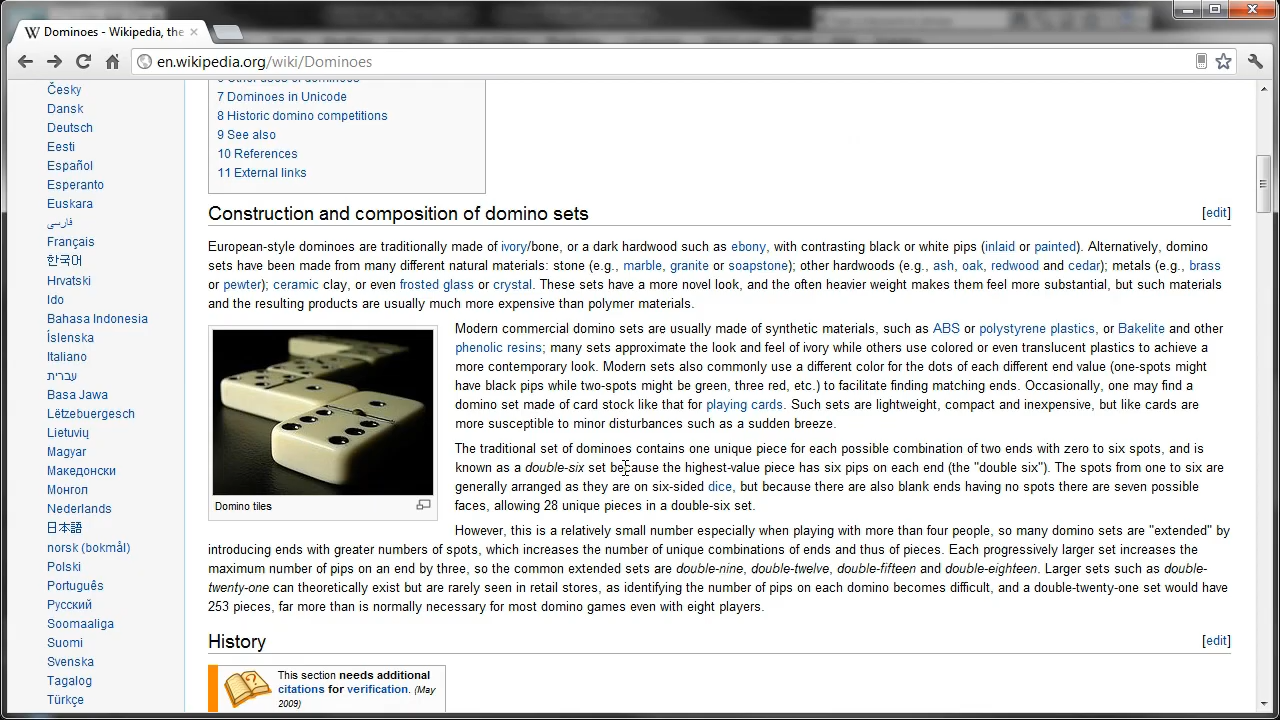 Dominoes - Wikipedia, the
en.wikipedia.org/wiki/Dominoes
Česky
Dansk
Deutsch
Eesti
Español
Esperanto
Euskara
فارسی
Français
한국어
Hrvatski
Ido
Bahasa Indonesia
Íslenska
Italiano
עברית
Basa Jawa
Lëtzebuergesch
Lietuvių
Magyar
Македонски
Монгол
Nederlands
日本語
norsk (bokmål)
Polski
Português
Русский
Soomaaliga
Suomi
Svenska
Tagalog
Türkçe
7 Dominoes in Unicode
8 Historic domino competitions
9 See also
10 References
11 External links
Construction and composition of domino sets [edit]
European-style dominoes are traditionally made of ivory/bone, or a dark hardwood such as ebony, with contrasting black or white pips (inlaid or painted). Alternatively, domino
sets have been made from many different natural materials: stone (e.g., marble, granite or soapstone); other hardwoods (e.g., ash, oak, redwood and cedar); metals (e.g., brass
or pewter); ceramic clay, or even frosted glass or crystal. These sets have a more novel look, and the often heavier weight makes them feel more substantial, but such materials
and the resulting products are usually much more expensive than polymer materials.
Domino tiles
Modern commercial domino sets are usually made of synthetic materials, such as ABS or polystyrene plastics, or Bakelite and other
phenolic resins; many sets approximate the look and feel of ivory while others use colored or even translucent plastics to achieve a
more contemporary look. Modern sets also commonly use a different color for the dots of each different end value (one-spots might
have black pips while two-spots might be green, three red, etc.) to facilitate finding matching ends. Occasionally, one may find a
domino set made of card stock like that for playing cards. Such sets are lightweight, compact and inexpensive, but like cards are
more susceptible to minor disturbances such as a sudden breeze.
The traditional set of dominoes contains one unique piece for each possible combination of two ends with zero to six spots, and is
known as a double-six set because the highest-value piece has six pips on each end (the "double six"). The spots from one to six are
generally arranged as they are on six-sided dice, but because there are also blank ends having no spots there are seven possible
faces, allowing 28 unique pieces in a double-six set.
However, this is a relatively small number especially when playing with more than four people, so many domino sets are "extended" by
introducing ends with greater numbers of spots, which increases the number of unique combinations of ends and thus of pieces. Each progressively larger set increases the
maximum number of pips on an end by three, so the common extended sets are double-nine, double-twelve, double-fifteen and double-eighteen. Larger sets such as double-
twenty-one can theoretically exist but are rarely seen in retail stores, as identifying the number of pips on each domino becomes difficult, and a double-twenty-one set would have
253 pieces, far more than is normally necessary for most domino games even with eight players.
History [edit]
This section needs additional
citations for verification. (May
2009)